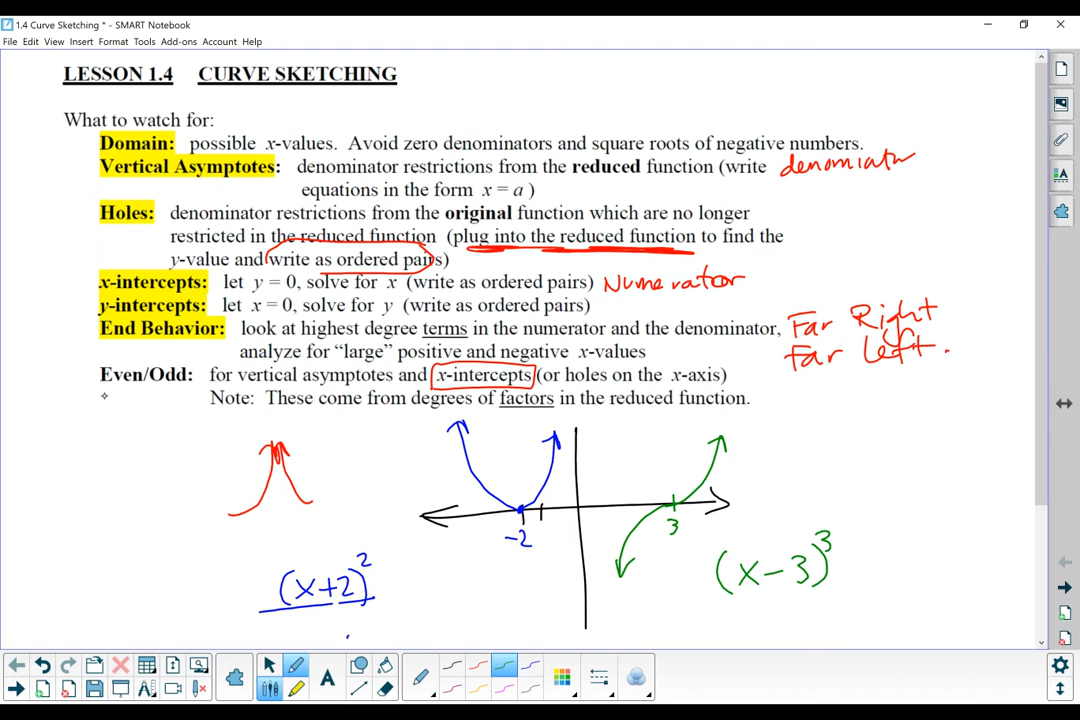 1.4 Curve Sketching * - SMART Notebook
File Edit View Insert Format Tools Add-ons Account Help
LESSON 1.4 CURVE SKETCHING
What to watch for:
Domain: possible x-values. Avoid zero denominators and square roots of negative numbers.
Vertical Asymptotes: denominator restrictions from the reduced function (write denomiator
equations in the form x = a )
Holes: denominator restrictions from the original function which are no longer
restricted in the reduced function (plug into the reduced function to find the
y-value and write as ordered pairs)
x-intercepts: let y = 0, solve for x (write as ordered pairs) Numerator
y-intercepts: let x = 0, solve for y (write as ordered pairs)
End Behavior: look at highest degree terms in the numerator and the denominator, Far Right
analyze for “large” positive and negative x-values far left.
Even/Odd: for vertical asymptotes and x-intercepts (or holes on the x-axis)
Note: These come from degrees of factors in the reduced function.
-2
3
(x+2)²
(x-3)³
A